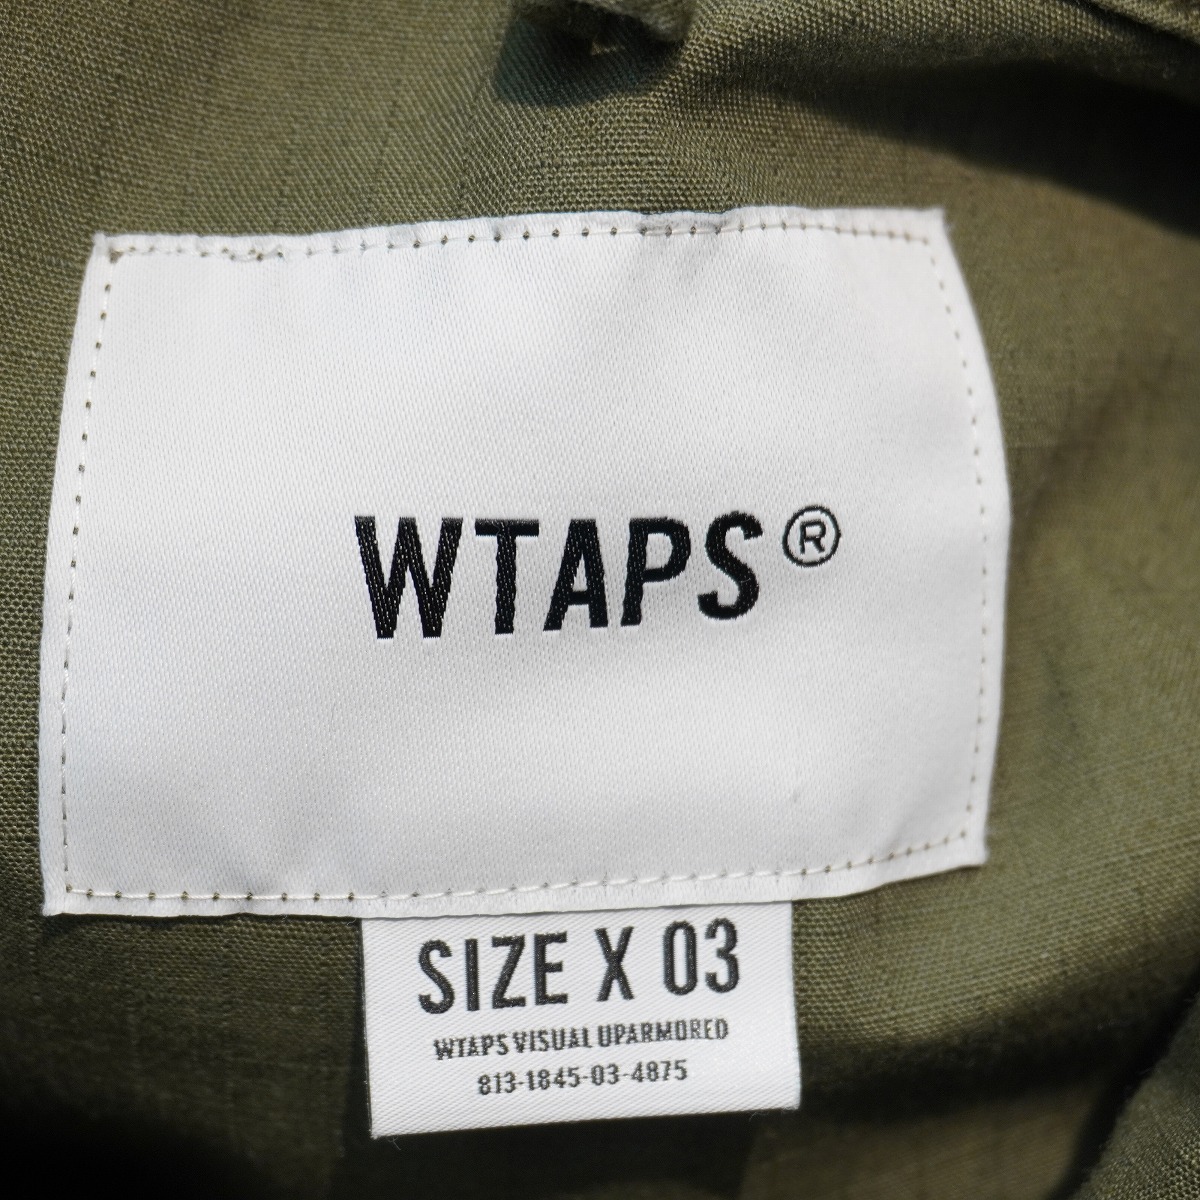 WTAPS®
SIZE X 03
WTAPS VISUAL UPARMORED
813-1845-03-4875